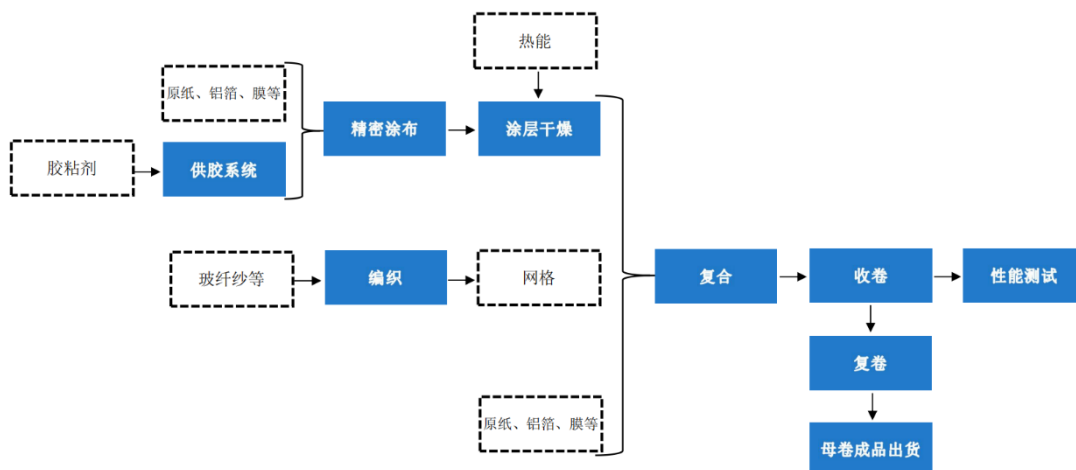 热能
原纸、铝箔、膜等
精密涂布
涂层干燥
胶粘剂
供胶系统
玻纤纱等
编织
网格
复合
收卷
性能测试
复卷
原纸、铝箔、膜等
母卷成品出货